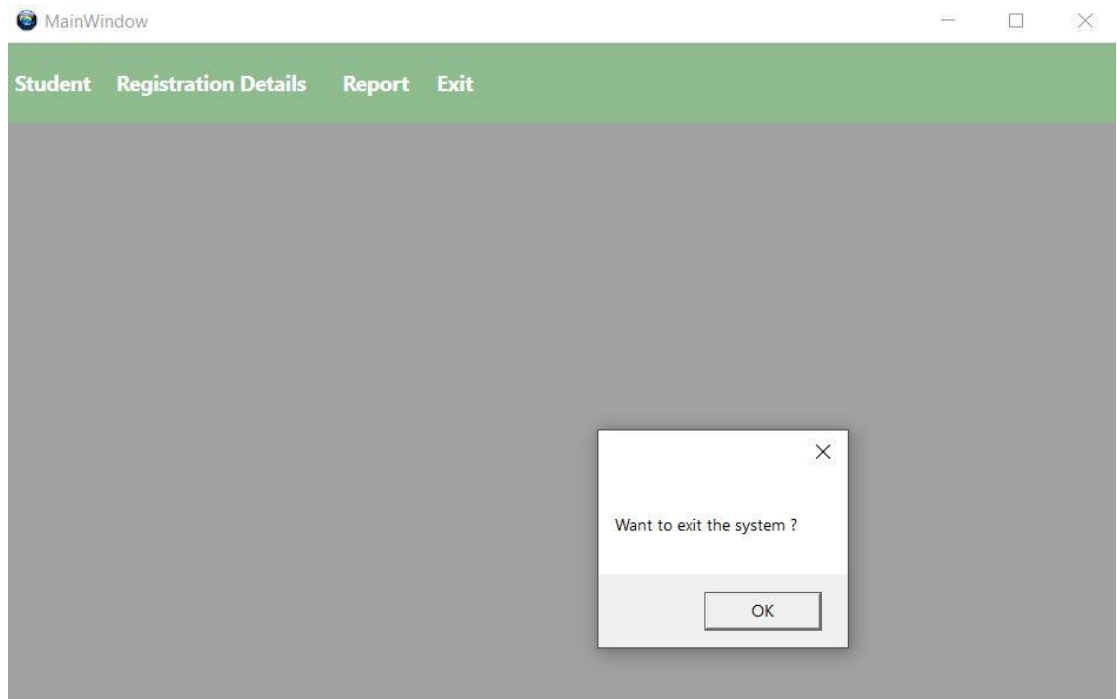 MainWindow
Student Registration Details Report Exit
Want to exit the system ?
OK